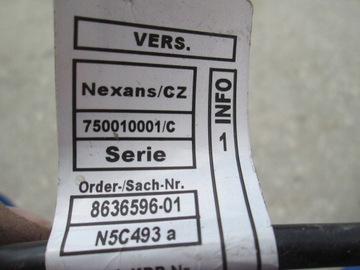 VERS.
Nexans/CZ
750010001/C
Serie
INFO
1
Order-/Sach-Nr.
8636596-01
N5C493 a